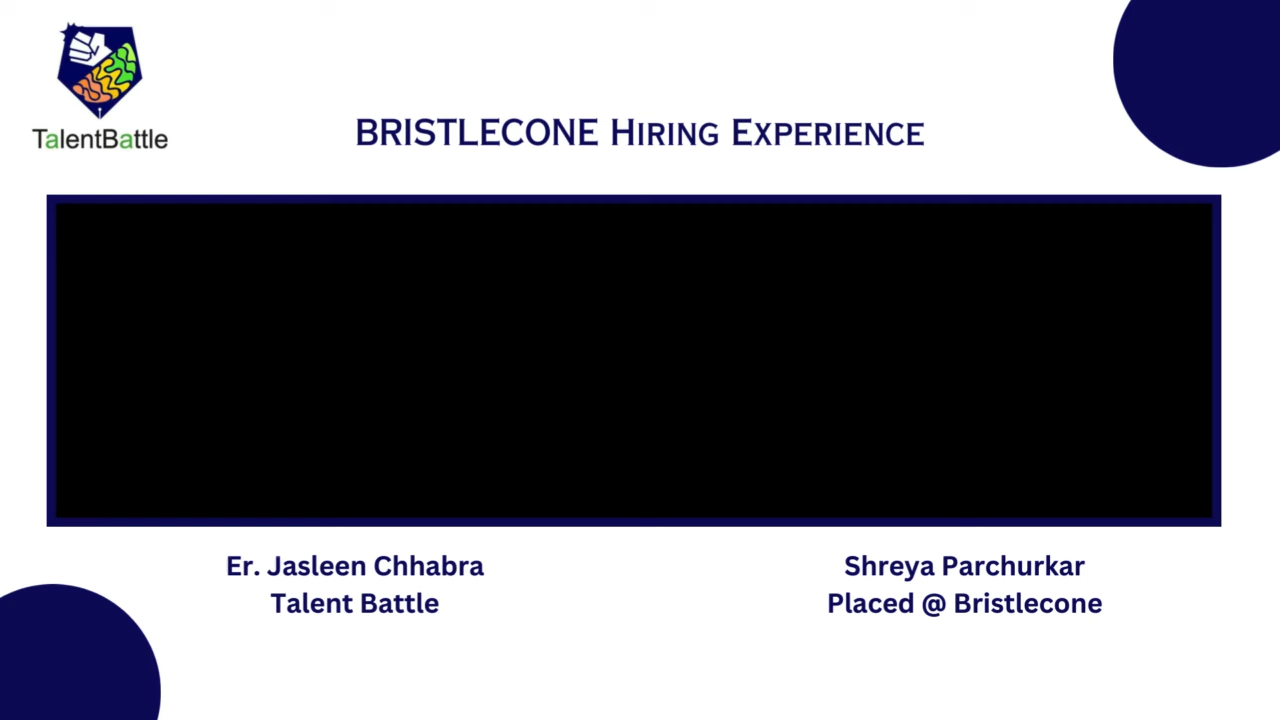 TalentBattle
BRISTLECONE HIRING EXPERIENCE
Er. Jasleen Chhabra
Talent Battle
Shreya Parchurkar
Placed @ Bristlecone